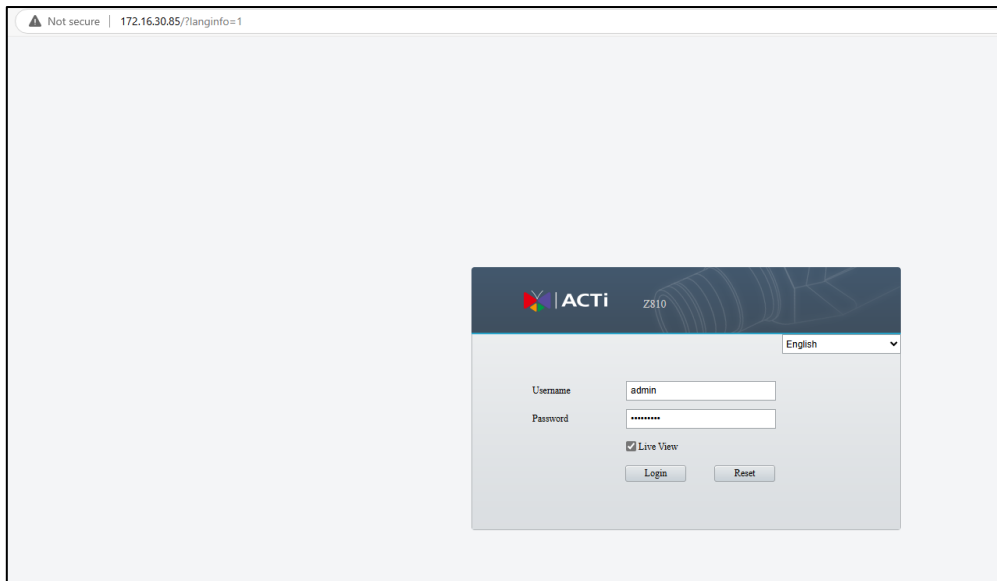 Not secure | 172.16.30.85/?langinfo=1
ACTi Z810
English
Username admin
Password •••••••••
Live View
Login Reset